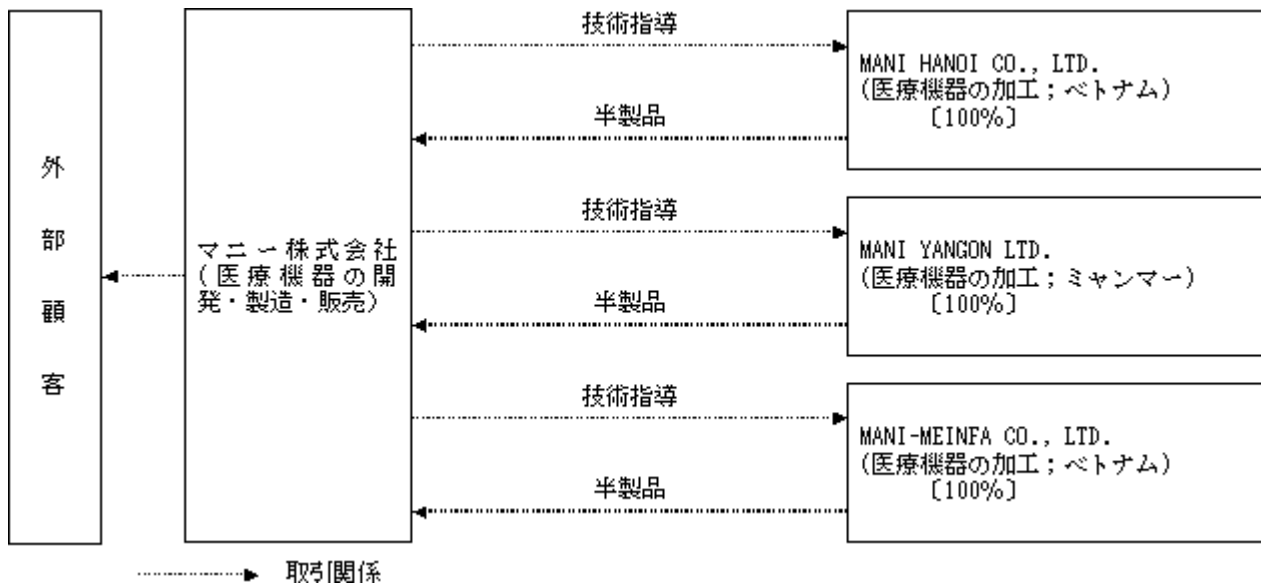 外部顧客
マニー株式会社
(医療機器の開
発・製造・販売)
技術指導
半製品
MANI HANOI CO., LTD.
(医療機器の加工；ベトナム)
〔100%〕
技術指導
半製品
MANI YANGON LTD.
(医療機器の加工；ミャンマー)
〔100%〕
技術指導
半製品
MANI-MEINFA CO., LTD.
(医療機器の加工；ベトナム)
〔100%〕
取引関係